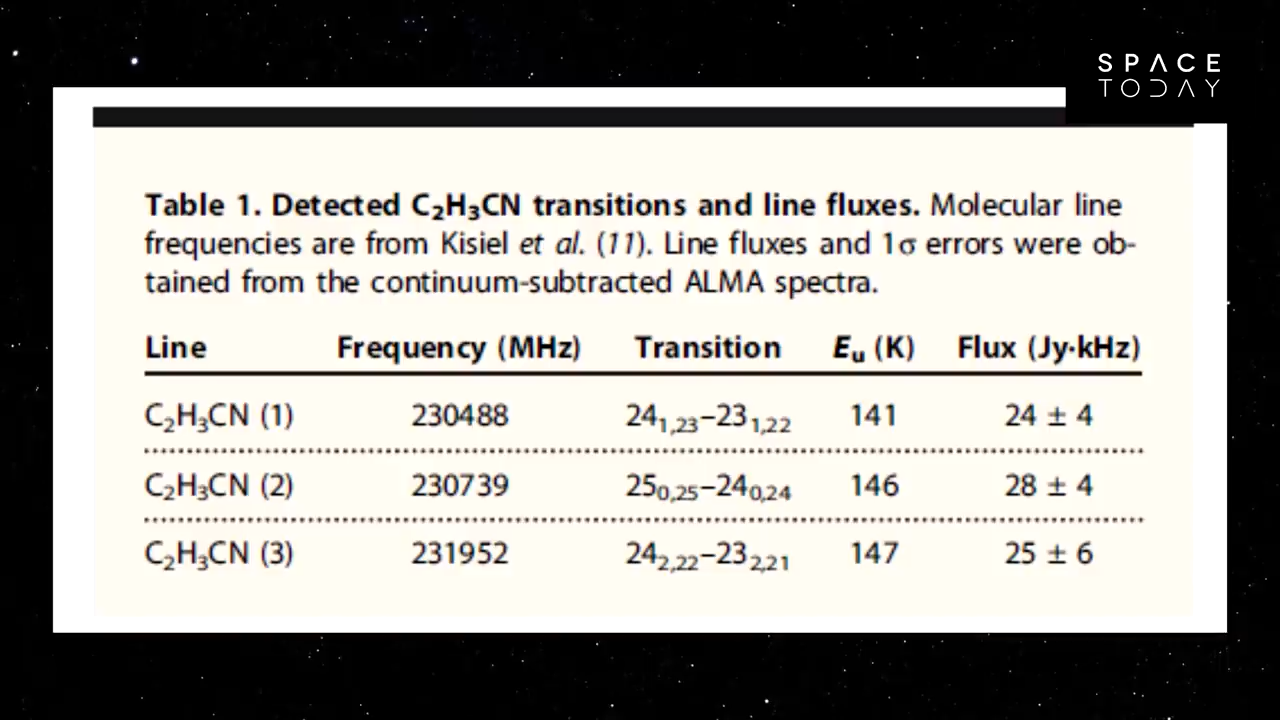 SPACE
TODAY
Table 1. Detected C₂H₃CN transitions and line fluxes. Molecular line
frequencies are from Kisiel et al. (11). Line fluxes and 1σ errors were ob-
tained from the continuum-subtracted ALMA spectra.
Line Frequency (MHz) Transition Eᵤ (K) Flux (Jy·kHz)
C₂H₃CN (1) 230488 24₁,₂₃–23₁,₂₂ 141 24 ± 4
C₂H₃CN (2) 230739 25₀,₂₅–24₀,₂₄ 146 28 ± 4
C₂H₃CN (3) 231952 24₂,₂₂–23₂,₂₁ 147 25 ± 6